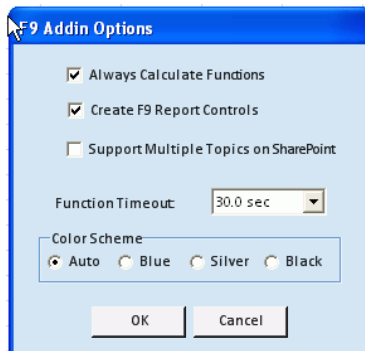 F9 Addin Options
Always Calculate Functions
Create F9 Report Controls
Support Multiple Topics on SharePoint
Function Timeout: 30.0 sec
Color Scheme
Auto Blue Silver Black
OK Cancel